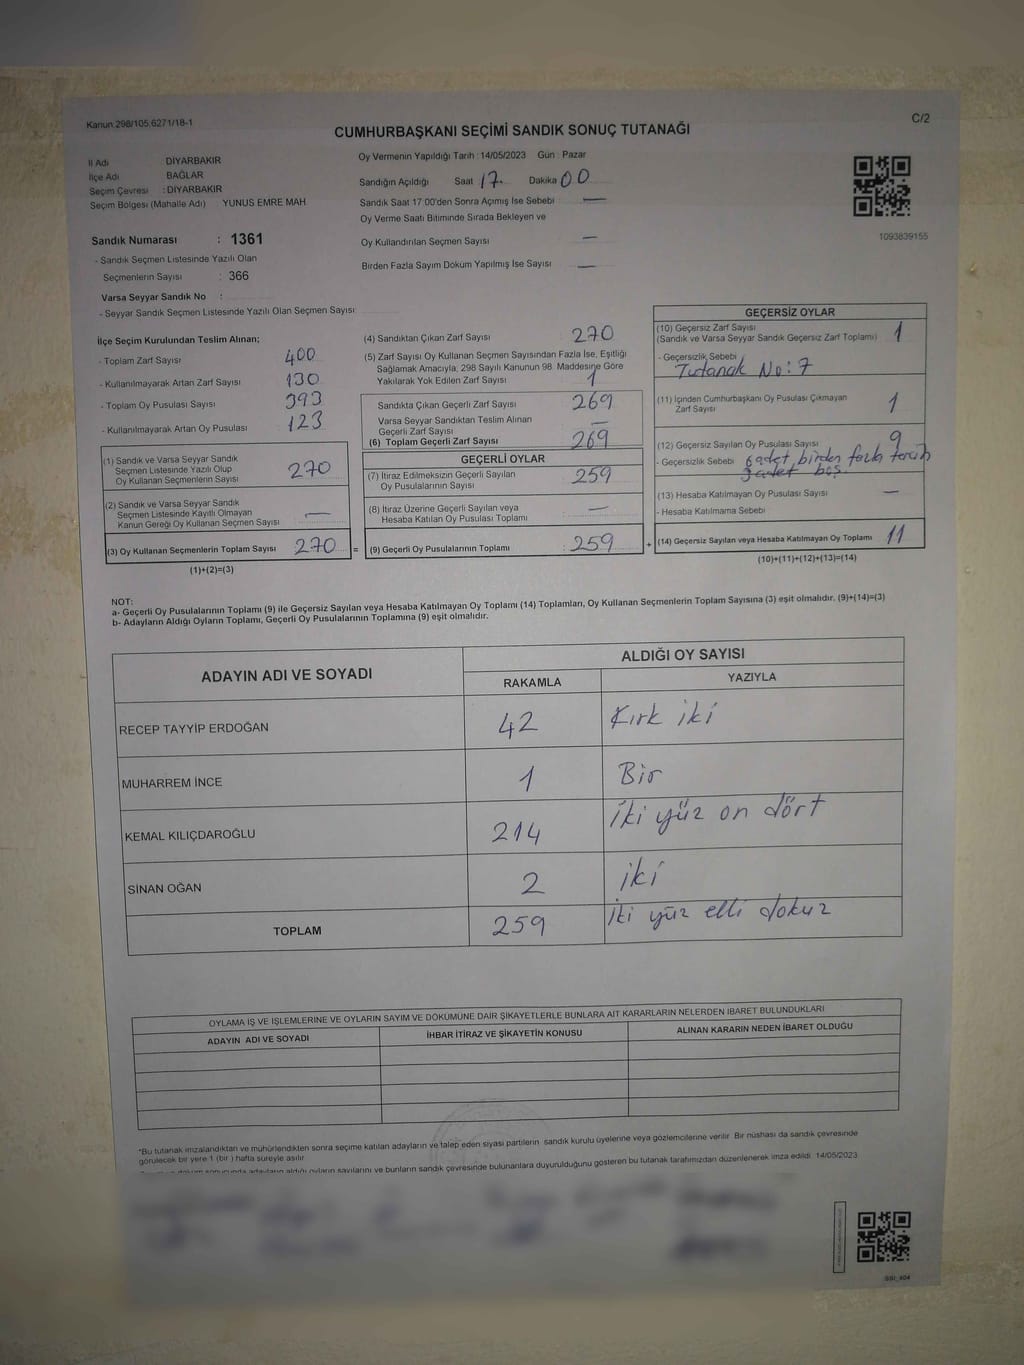 Kanun 298/105.6271/18-1
C/2
CUMHURBAŞKANI SEÇİMİ SANDIK SONUÇ TUTANAĞI
İl Adı DİYARBAKIR
İlçe Adı BAĞLAR
Seçim Çevresi : DİYARBAKIR
Seçim Bölgesi (Mahalle Adı) YUNUS EMRE MAH
Oy Vermenin Yapıldığı Tarih : 14/05/2023 Gün : Pazar
Sandığın Açıldığı Saat 17 Dakika 00
Sandık Saat 17:00'den Sonra Açılmış İse Sebebi —
Oy Verme Saati Bitiminde Sırada Bekleyen ve
Oy Kullandırılan Seçmen Sayısı —
Birden Fazla Sayım Döküm Yapılmış İse Sayısı —
1093839155
Sandık Numarası : 1361
- Sandık Seçmen Listesinde Yazılı Olan
Seçmenlerin Sayısı : 366
Varsa Seyyar Sandık No :
- Seyyar Sandık Seçmen Listesinde Yazılı Olan Seçmen Sayısı:
İlçe Seçim Kurulundan Teslim Alınan;
- Toplam Zarf Sayısı 400
- Kullanılmayarak Artan Zarf Sayısı 130
- Toplam Oy Pusulası Sayısı 393
- Kullanılmayarak Artan Oy Pusulası 123
(1) Sandık ve Varsa Seyyar Sandık
Seçmen Listesinde Yazılı Olup
Oy Kullanan Seçmenlerin Sayısı 270
(2) Sandık ve Varsa Seyyar Sandık
Seçmen Listesinde Kayıtlı Olmayan
Kanun Gereği Oy Kullanan Seçmen Sayısı —
(3) Oy Kullanan Seçmenlerin Toplam Sayısı 270 =
(1)+(2)=(3)
(4) Sandıktan Çıkan Zarf Sayısı 270
(5) Zarf Sayısı Oy Kullanan Seçmen Sayısından Fazla İse, Eşitliği
Sağlamak Amacıyla, 298 Sayılı Kanunun 98. Maddesine Göre
Yakılarak Yok Edilen Zarf Sayısı 1
Sandıkta Çıkan Geçerli Zarf Sayısı 269
Varsa Seyyar Sandıktan Teslim Alınan
Geçerli Zarf Sayısı —
(6) Toplam Geçerli Zarf Sayısı 269
GEÇERLİ OYLAR
(7) İtiraz Edilmeksizin Geçerli Sayılan
Oy Pusulalarının Sayısı 259
(8) İtiraz Üzerine Geçerli Sayılan veya
Hesaba Katılan Oy Pusulası Toplamı —
(9) Geçerli Oy Pusulalarının Toplamı : 259 +
GEÇERSİZ OYLAR
(10) Geçersiz Zarf Sayısı
(Sandık ve Varsa Seyyar Sandık Geçersiz Zarf Toplamı) 1
- Geçersizlik Sebebi
Tutanak No: 7
(11) İçinden Cumhurbaşkanı Oy Pusulası Çıkmayan
Zarf Sayısı 1
(12) Geçersiz Sayılan Oy Pusulası Sayısı 9
- Geçersizlik Sebebi 6 adet birden fazla tercih
3 adet boş
(13) Hesaba Katılmayan Oy Pusulası Sayısı —
- Hesaba Katılmama Sebebi
(14) Geçersiz Sayılan veya Hesaba Katılmayan Oy Toplamı 11
(10)+(11)+(12)+(13)=(14)
NOT:
a- Geçerli Oy Pusulalarının Toplamı (9) ile Geçersiz Sayılan veya Hesaba Katılmayan Oy Toplamı (14) Toplamları, Oy Kullanan Seçmenlerin Toplam Sayısına (3) eşit olmalıdır. (9)+(14)=(3)
b- Adayların Aldığı Oyların Toplamı, Geçerli Oy Pusulalarının Toplamına (9) eşit olmalıdır.
ADAYIN ADI VE SOYADI
ALDIĞI OY SAYISI
RAKAMLA YAZIYLA
RECEP TAYYİP ERDOĞAN 42 Kırk iki
MUHARREM İNCE 1 Bir
KEMAL KILIÇDAROĞLU 214 İki yüz on dört
SİNAN OĞAN 2 iki
TOPLAM 259 İki yüz elli dokuz
OYLAMA İŞ VE İŞLEMLERİNE VE OYLARIN SAYIM VE DÖKÜMÜNE DAİR ŞİKAYETLERLE BUNLARA AİT KARARLARIN NELERDEN İBARET BULUNDUKLARI
ADAYIN ADI VE SOYADI İHBAR İTİRAZ VE ŞİKAYETİN KONUSU ALINAN KARARIN NEDEN İBARET OLDUĞU
*Bu tutanak imzalandıktan ve mühürlendikten sonra seçime katılan adayların ve talep eden siyasi partilerin sandık kurulu üyelerine veya gözlemcilerine verilir. Bir nüshası da sandık çevresinde
görülecek bir yere 1 (bir) hafta süreyle asılır.
sonucunda adayların aldığı oyların sayılarını ve bunların sandık çevresinde bulunanlara duyurulduğunu gösteren bu tutanak tarafımızdan düzenlenerek imza edildi. 14/05/2023
SSI_404